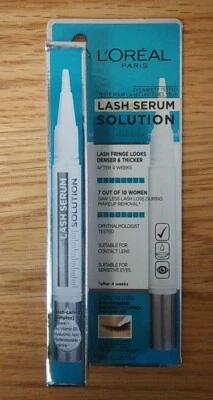 L'ORÉAL
PARIS
LASH SERUM
SOLUTION
LASH FRINGE LOOKS
DENSER & THICKER
AFTER 4 WEEKS
7 OUT OF 10 WOMEN
SAW LESS LASH LOSS DURING
MAKEUP REMOVAL*
OPHTHALMOLOGIST
TESTED
SUITABLE FOR
CONTACT LENS
SUITABLE FOR
SENSITIVE EYES
*after 4 weeks
LASH SERUM
SOLUTION